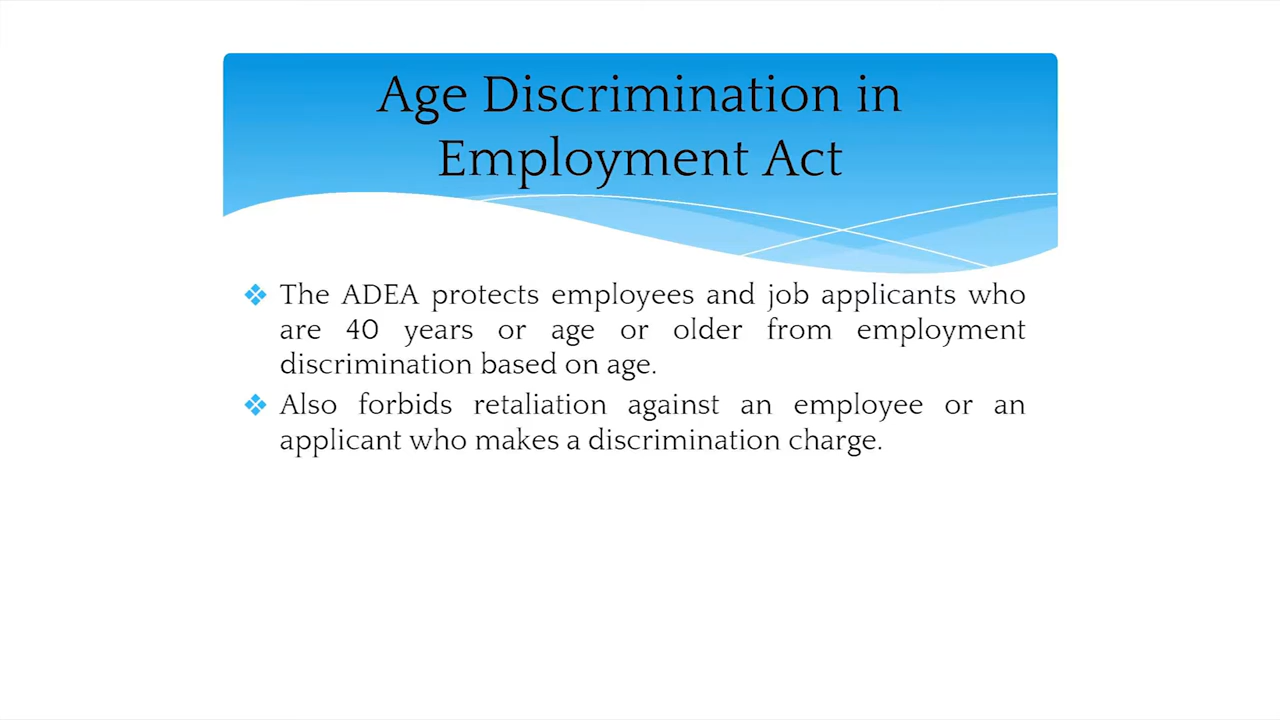 Age Discrimination in
Employment Act
The ADEA protects employees and job applicants who
are 40 years or age or older from employment
discrimination based on age.
Also forbids retaliation against an employee or an
applicant who makes a discrimination charge.